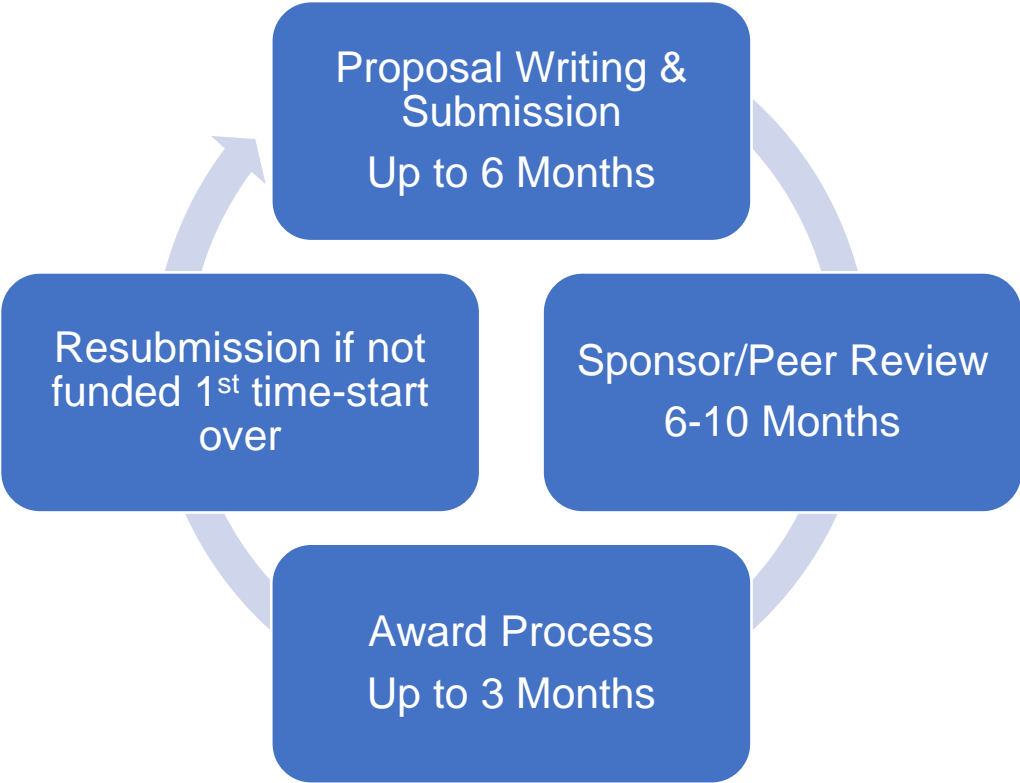 Proposal Writing &
Submission
Up to 6 Months
Sponsor/Peer Review
6-10 Months
Award Process
Up to 3 Months
Resubmission if not
funded 1st time-start
over